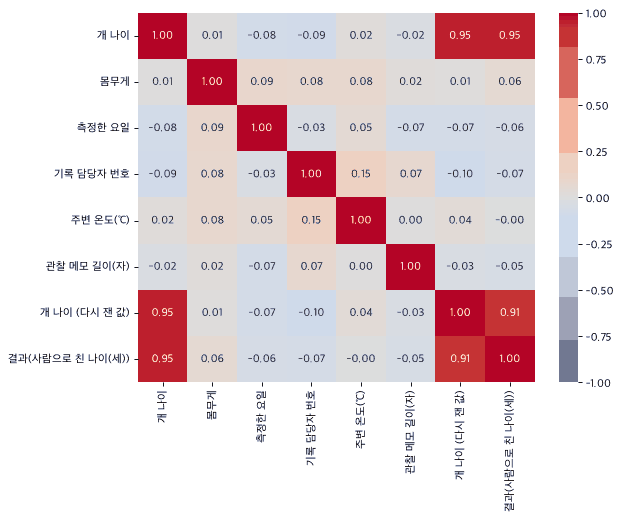 개 나이 1.00 0.01 -0.08 -0.09 0.02 -0.02 0.95 0.95
몸무게 0.01 1.00 0.09 0.08 0.08 0.02 0.01 0.06
측정한 요일 -0.08 0.09 1.00 -0.03 0.05 -0.07 -0.07 -0.06
기록 담당자 번호 -0.09 0.08 -0.03 1.00 0.15 0.07 -0.10 -0.07
주변 온도(℃) 0.02 0.08 0.05 0.15 1.00 0.00 0.04 -0.00
관찰 메모 길이(자) -0.02 0.02 -0.07 0.07 0.00 1.00 -0.03 -0.05
개 나이 (다시 잰 값) 0.95 0.01 -0.07 -0.10 0.04 -0.03 1.00 0.91
결과(사람으로 친 나이(세)) 0.95 0.06 -0.06 -0.07 -0.00 -0.05 0.91 1.00
개 나이
몸무게
측정한 요일
기록 담당자 번호
주변 온도(℃)
관찰 메모 길이(자)
개 나이 (다시 잰 값)
결과(사람으로 친 나이(세))
1.00
0.75
0.50
0.25
0.00
-0.25
-0.50
-0.75
-1.00